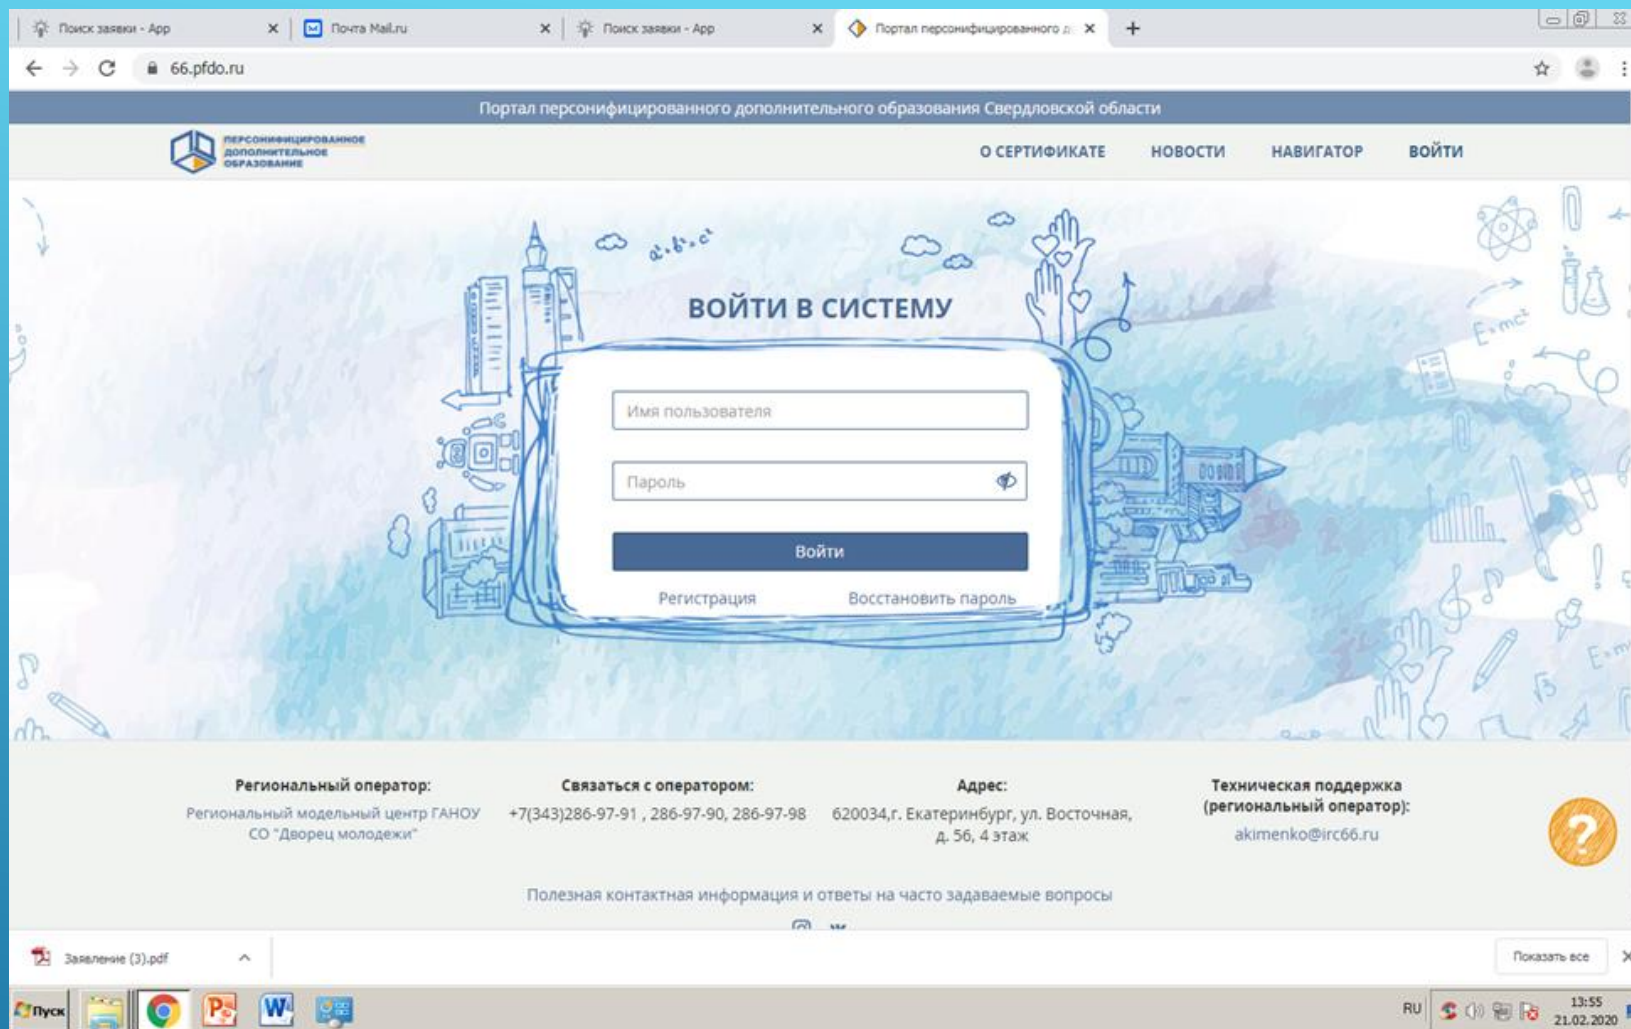 Поиск заявки - App
Почта Mail.ru
Поиск заявки - App
Портал персонифицированного д
66.pfdo.ru
Портал персонифицированного дополнительного образования Свердловской области
ПЕРСОНИФИЦИРОВАННОЕ
ДОПОЛНИТЕЛЬНОЕ
ОБРАЗОВАНИЕ
О СЕРТИФИКАТЕ НОВОСТИ НАВИГАТОР ВОЙТИ
ВОЙТИ В СИСТЕМУ
Имя пользователя
Пароль
Войти
Регистрация Восстановить пароль
E=mc²
√3
Региональный оператор:
Региональный модельный центр ГАНОУ
СО "Дворец молодежи"
Связаться с оператором:
+7(343)286-97-91 , 286-97-90, 286-97-98
Адрес:
620034,г. Екатеринбург, ул. Восточная,
д. 56, 4 этаж
Техническая поддержка
(региональный оператор):
akimenko@irc66.ru
?
Полезная контактная информация и ответы на часто задаваемые вопросы
Заявление (3).pdf
Показать все
Пуск
RU
13:55
21.02.2020